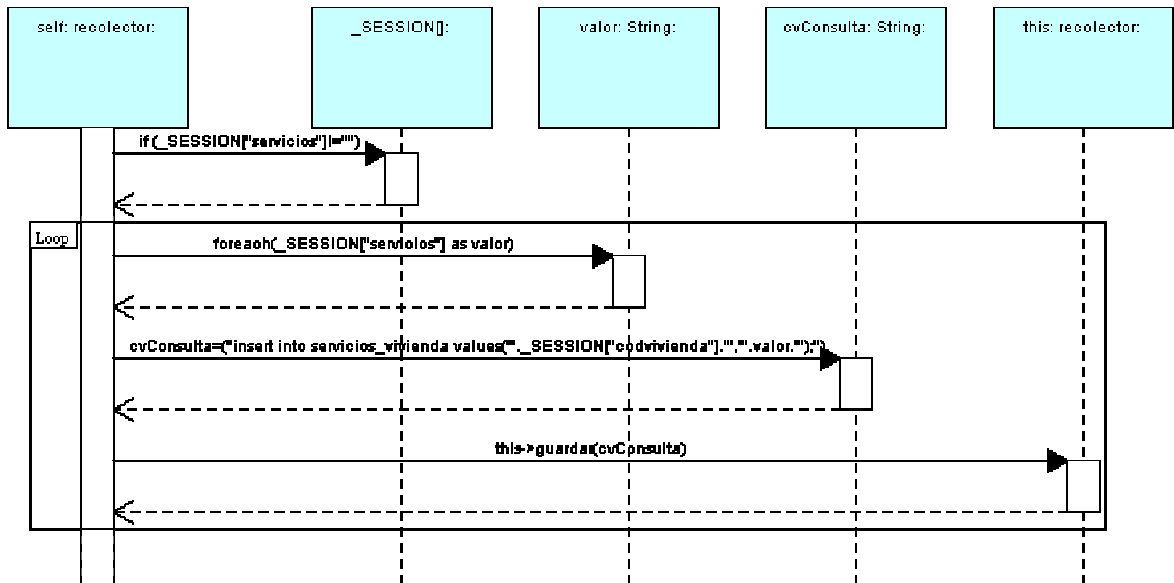 self: recolector:
_SESSION[]:
valor: String:
cvConsulta: String:
this: recolector:
if (_SESSION["servicios"]!="")
Loop
foreach(_SESSION["servicios"] as valor)
cvConsulta=("insert into servicios_vivienda values('"._SESSION["codvivienda"]."','".valor."');")
this->guardar(cvConsulta)